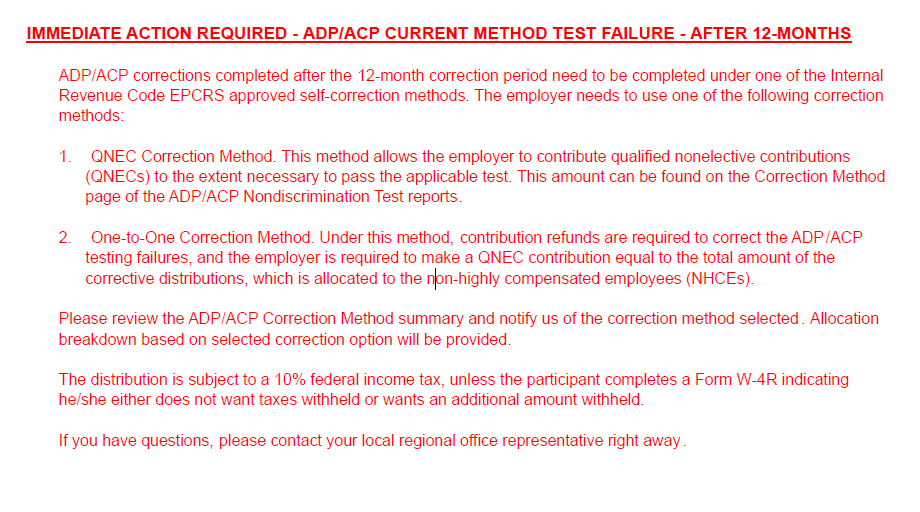 IMMEDIATE ACTION REQUIRED - ADP/ACP CURRENT METHOD TEST FAILURE - AFTER 12-MONTHS
ADP/ACP corrections completed after the 12-month correction period need to be completed under one of the Internal
Revenue Code EPCRS approved self-correction methods. The employer needs to use one of the following correction
methods:
1. QNEC Correction Method. This method allows the employer to contribute qualified nonelective contributions
(QNECs) to the extent necessary to pass the applicable test. This amount can be found on the Correction Method
page of the ADP/ACP Nondiscrimination Test reports.
2. One-to-One Correction Method. Under this method, contribution refunds are required to correct the ADP/ACP
testing failures, and the employer is required to make a QNEC contribution equal to the total amount of the
corrective distributions, which is allocated to the non-highly compensated employees (NHCEs).
Please review the ADP/ACP Correction Method summary and notify us of the correction method selected. Allocation
breakdown based on selected correction option will be provided.
The distribution is subject to a 10% federal income tax, unless the participant completes a Form W-4R indicating
he/she either does not want taxes withheld or wants an additional amount withheld.
If you have questions, please contact your local regional office representative right away.